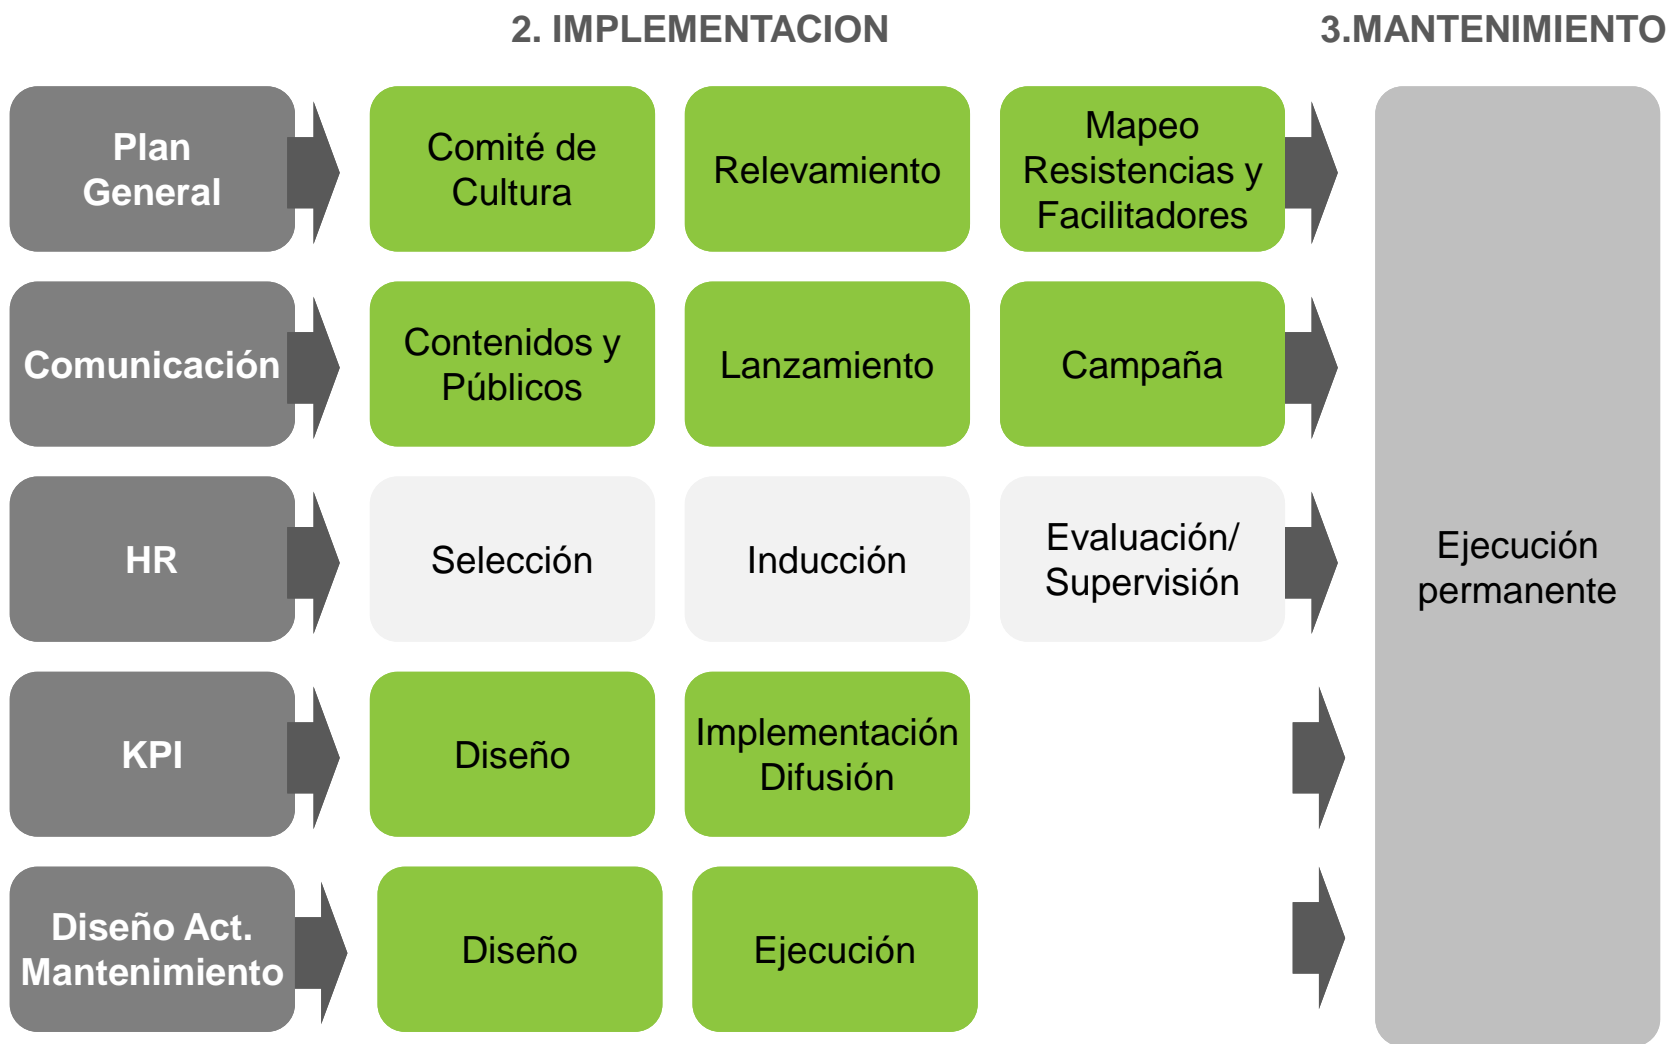 2. IMPLEMENTACION
3.MANTENIMIENTO
Plan
General
Comité de
Cultura
Relevamiento
Mapeo
Resistencias y
Facilitadores
Comunicación
Contenidos y
Públicos
Lanzamiento
Campaña
HR
Selección
Inducción
Evaluación/
Supervisión
Ejecución
permanente
KPI
Diseño
Implementación
Difusión
Diseño Act.
Mantenimiento
Diseño
Ejecución